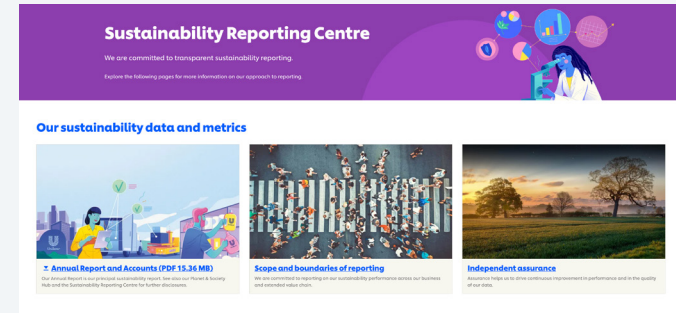 Sustainability Reporting Centre
We are committed to transparent sustainability reporting.
Explore the following pages for more information on our approach to reporting.
Our sustainability data and metrics
Annual Report and Accounts (PDF 15.36 MB)
Our Annual Report is our principal sustainability report. See also our Planet & Society
Hub and the Sustainability Reporting Centre for further disclosures.
Scope and boundaries of reporting
We are committed to reporting on our sustainability performance across our business
and extended value chain.
Independent assurance
Assurance helps us to drive continuous improvement in performance and in the quality
of our data.